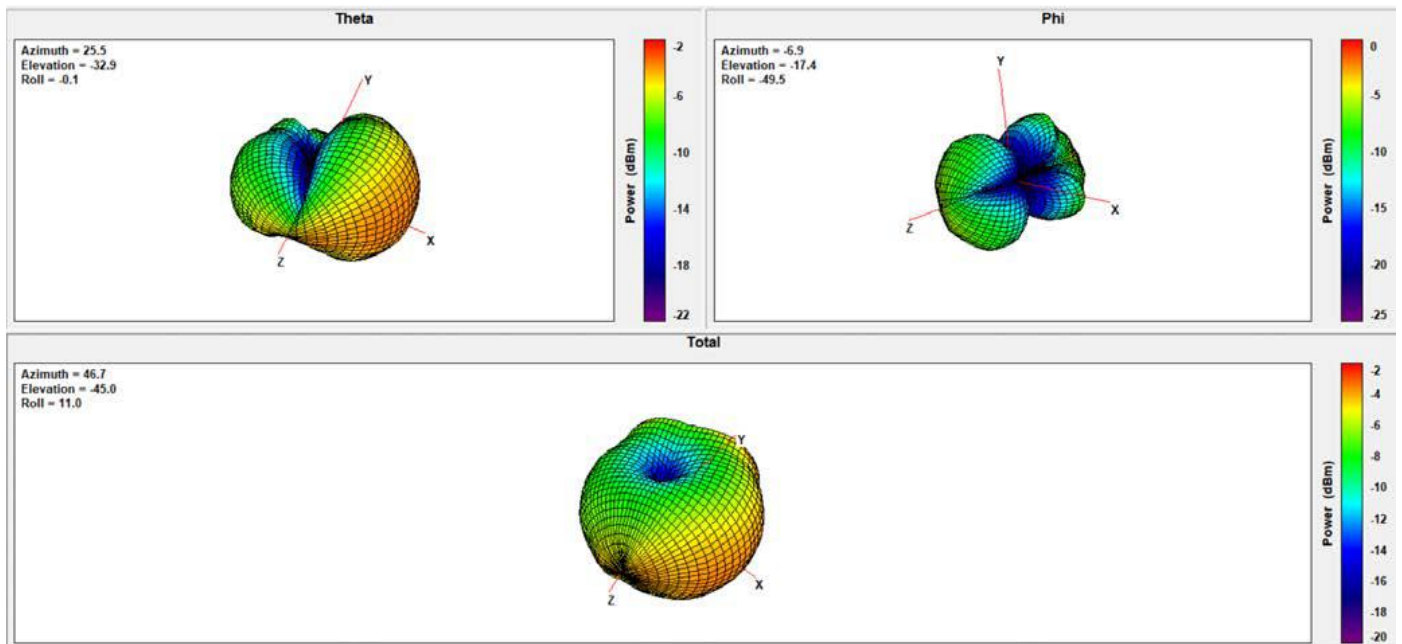 Theta
Azimuth = 25.5
Elevation = -32.9
Roll = -0.1
Y
X
Z
-2
-6
-10
-14
-18
-22
Power (dBm)
Phi
Azimuth = -6.9
Elevation = -17.4
Roll = -49.5
Y
X
Z
0
-5
-10
-15
-20
-25
Power (dBm)
Total
Azimuth = 46.7
Elevation = -45.0
Roll = 11.0
Y
X
Z
-2
-4
-6
-8
-10
-12
-14
-16
-18
-20
Power (dBm)